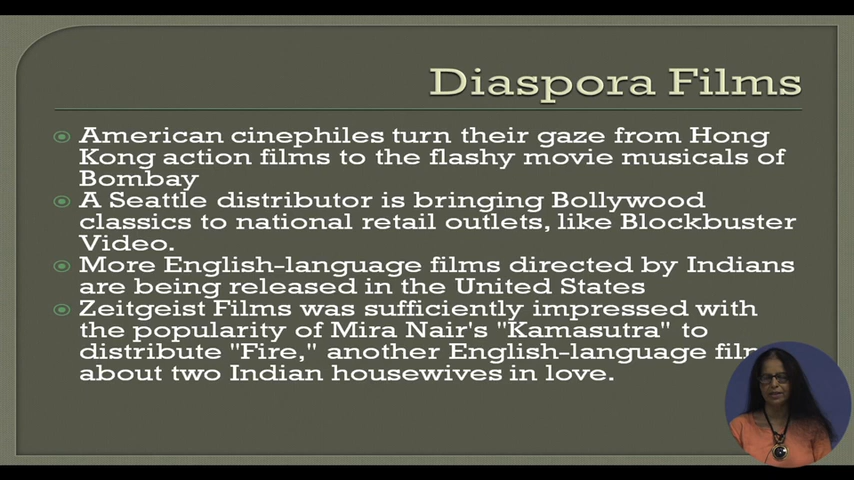 Diaspora Films
American cinephiles turn their gaze from Hong
Kong action films to the flashy movie musicals of
Bombay
A Seattle distributor is bringing Bollywood
classics to national retail outlets, like Blockbuster
Video.
More English-language films directed by Indians
are being released in the United States
Zeitgeist Films was sufficiently impressed with
the popularity of Mira Nair's "Kamasutra" to
distribute "Fire," another English-language film
about two Indian housewives in love.